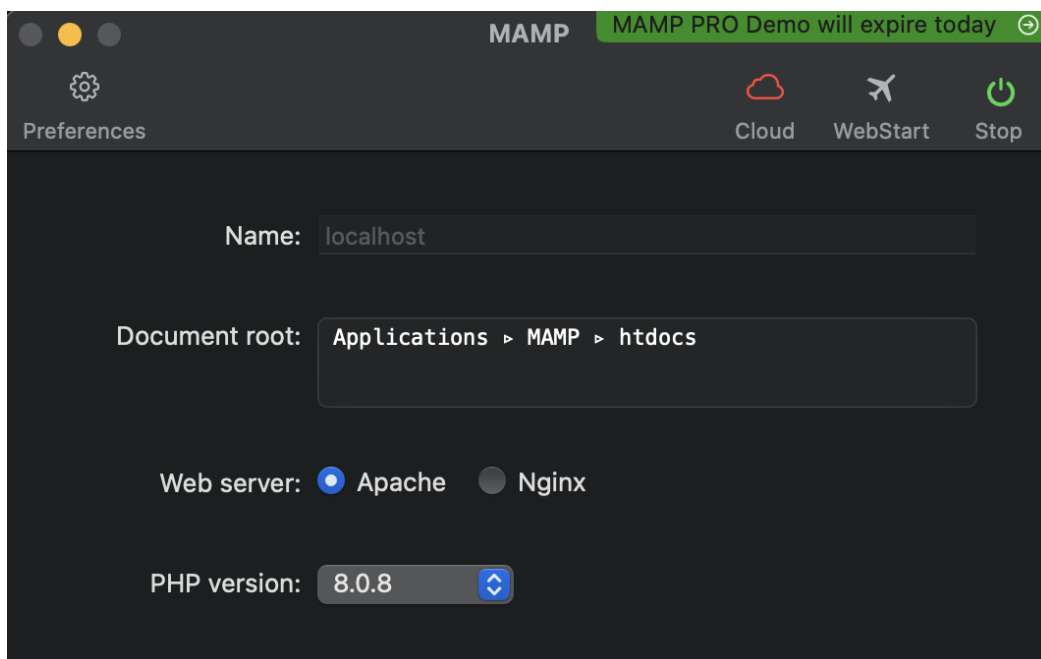 MAMP
MAMP PRO Demo will expire today
Preferences
Cloud
WebStart
Stop
Name: localhost
Document root: Applications ▹ MAMP ▹ htdocs
Web server: Apache Nginx
PHP version: 8.0.8